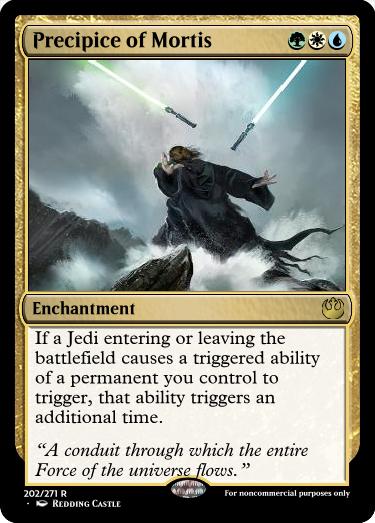 Precipice of Mortis
Enchantment
If a Jedi entering or leaving the
battlefield causes a triggered ability
of a permanent you control to
trigger, that ability triggers an
additional time.
“A conduit through which the entire
Force of the universe flows.”
202/271 R
For noncommercial purposes only
· Redding Castle